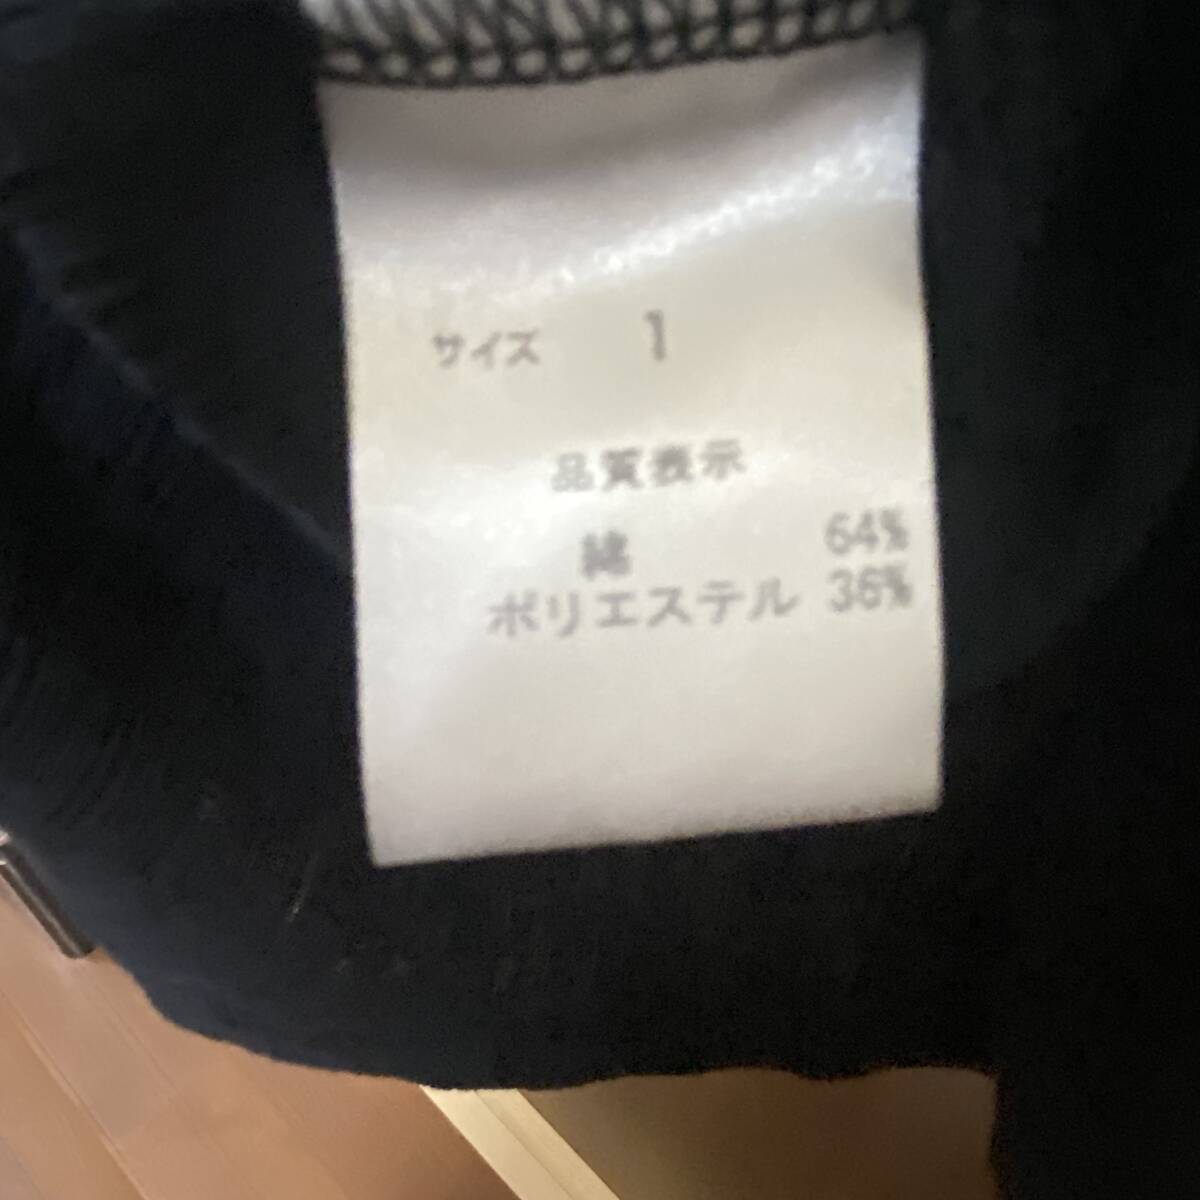 サイズ 1
品質表示
綿 64%
ポリエステル 36%